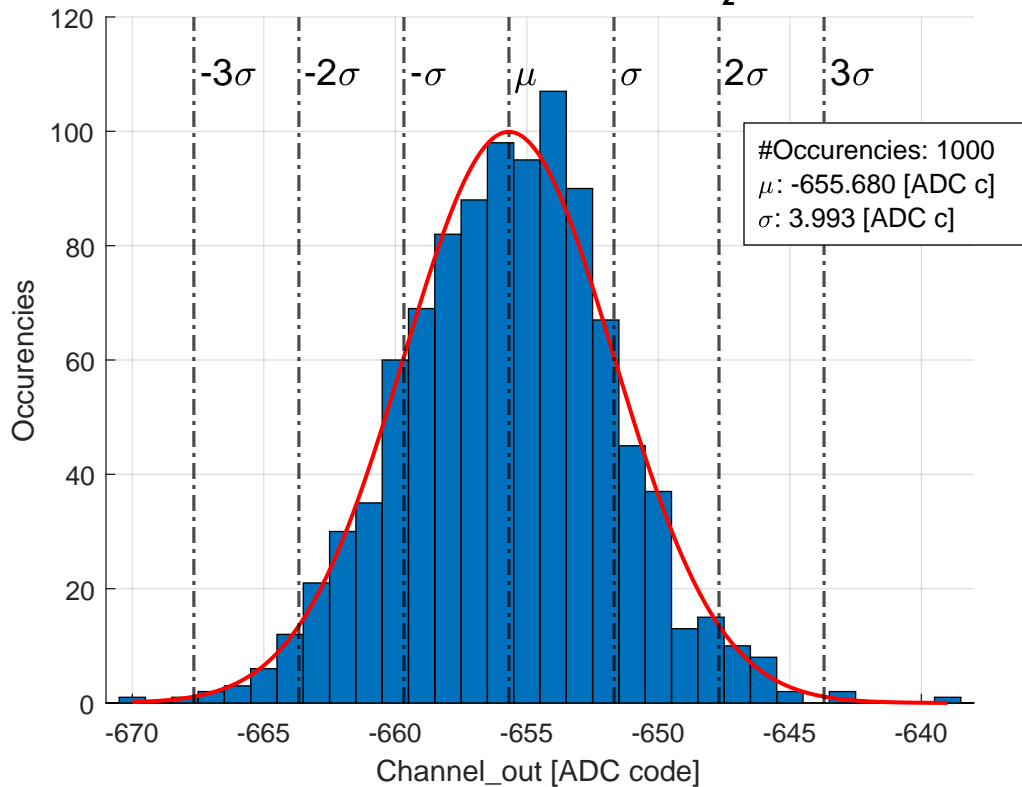 2
120
100
80
60
40
20
0
-3σ
-2σ
-σ
μ
σ
2σ
3σ
#Occurencies: 1000
μ: -655.680 [ADC c]
σ: 3.993 [ADC c]
Occurencies
-670
-665
-660
-655
-650
-645
-640
Channel_out [ADC code]